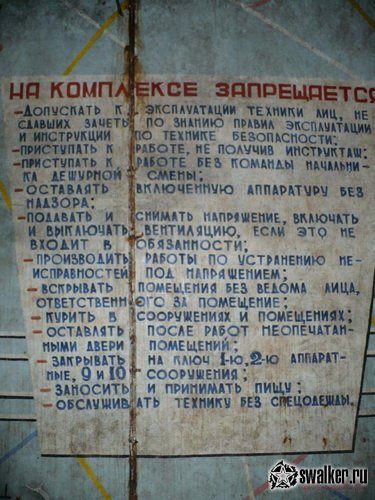 НА КОМПЛЕКСЕ ЗАПРЕЩАЕТСЯ
–ДОПУСКАТЬ К ЭКСПЛУАТАЦИИ ТЕХНИКИ ЛИЦ, НЕ
СДАВШИХ ЗАЧЕТЫ ПО ЗНАНИЮ ПРАВИЛ ЭКСПЛУАТАЦИИ
И ИНСТРУКЦИИ ПО ТЕХНИКЕ БЕЗОПАСНОСТИ;
–ПРИСТУПАТЬ К РАБОТЕ, НЕ ПОЛУЧИВ ИНСТРУКТАЖ;
–ПРИСТУПАТЬ К РАБОТЕ БЕЗ КОМАНДЫ НАЧАЛЬНИ-
КА ДЕЖУРНОЙ СМЕНЫ;
–ОСТАВЛЯТЬ ВКЛЮЧЕННУЮ АППАРАТУРУ БЕЗ
НАДЗОРА;
–ПОДАВАТЬ И СНИМАТЬ НАПРЯЖЕНИЕ, ВКЛЮЧАТЬ
И ВЫКЛЮЧАТЬ ВЕНТИЛЯЦИЮ, ЕСЛИ ЭТО НЕ
ВХОДИТ В ОБЯЗАННОСТИ;
–ПРОИЗВОДИТЬ РАБОТЫ ПО УСТРАНЕНИЮ НЕ-
ИСПРАВНОСТЕЙ ПОД НАПРЯЖЕНИЕМ;
–ВСКРЫВАТЬ ПОМЕЩЕНИЯ БЕЗ ВЕДОМА ЛИЦА,
ОТВЕТСТВЕННОГО ЗА ПОМЕЩЕНИЕ;
–КУРИТЬ В СООРУЖЕНИЯХ И ПОМЕЩЕНИЯХ;
–ОСТАВЛЯТЬ ПОСЛЕ РАБОТ НЕОПЕЧАТАН-
НЫМИ ДВЕРИ ПОМЕЩЕНИЙ;
–ЗАКРЫВАТЬ НА КЛЮЧ 1-Ю, 2-Ю АППАРАТ-
НЫЕ, 9 И 10 СООРУЖЕНИЯ;
–ЗАНОСИТЬ И ПРИНИМАТЬ ПИЩУ;
–ОБСЛУЖИВАТЬ ТЕХНИКУ БЕЗ СПЕЦОДЕЖДЫ.
swalker.ru